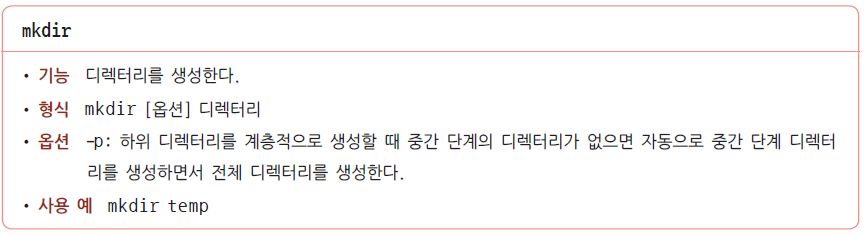 mkdir
• 기능 디렉터리를 생성한다.
• 형식 mkdir [옵션] 디렉터리
• 옵션 -p: 하위 디렉터리를 계층적으로 생성할 때 중간 단계의 디렉터리가 없으면 자동으로 중간 단계 디렉터
리를 생성하면서 전체 디렉터리를 생성한다.
• 사용 예 mkdir temp